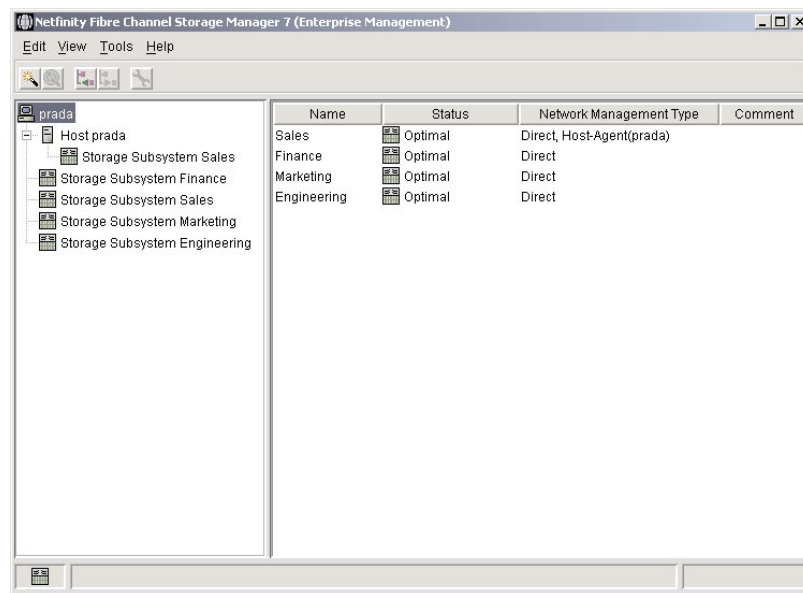 Netfinity Fibre Channel Storage Manager 7 (Enterprise Management)
Edit View Tools Help
prada
Host prada
Storage Subsystem Sales
Storage Subsystem Finance
Storage Subsystem Sales
Storage Subsystem Marketing
Storage Subsystem Engineering
Name Status Network Management Type Comment
Sales Optimal Direct, Host-Agent(prada)
Finance Optimal Direct
Marketing Optimal Direct
Engineering Optimal Direct